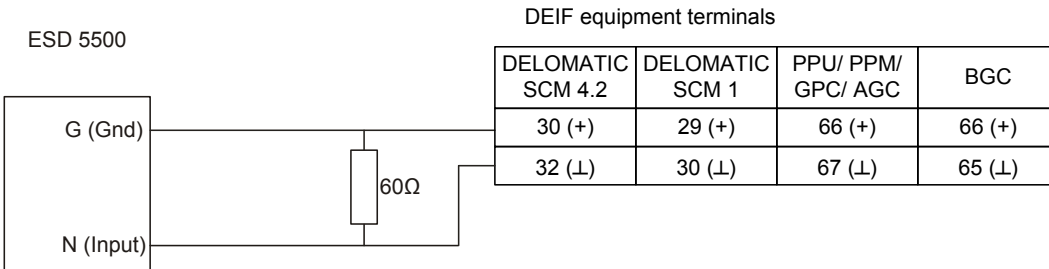 DEIF equipment terminals
ESD 5500
DELOMATIC SCM 4.2 DELOMATIC SCM 1 PPU/ PPM/ GPC/ AGC BGC
G (Gnd) 30 (+) 29 (+) 66 (+) 66 (+)
60Ω 32 (⊥) 30 (⊥) 67 (⊥) 65 (⊥)
N (Input)